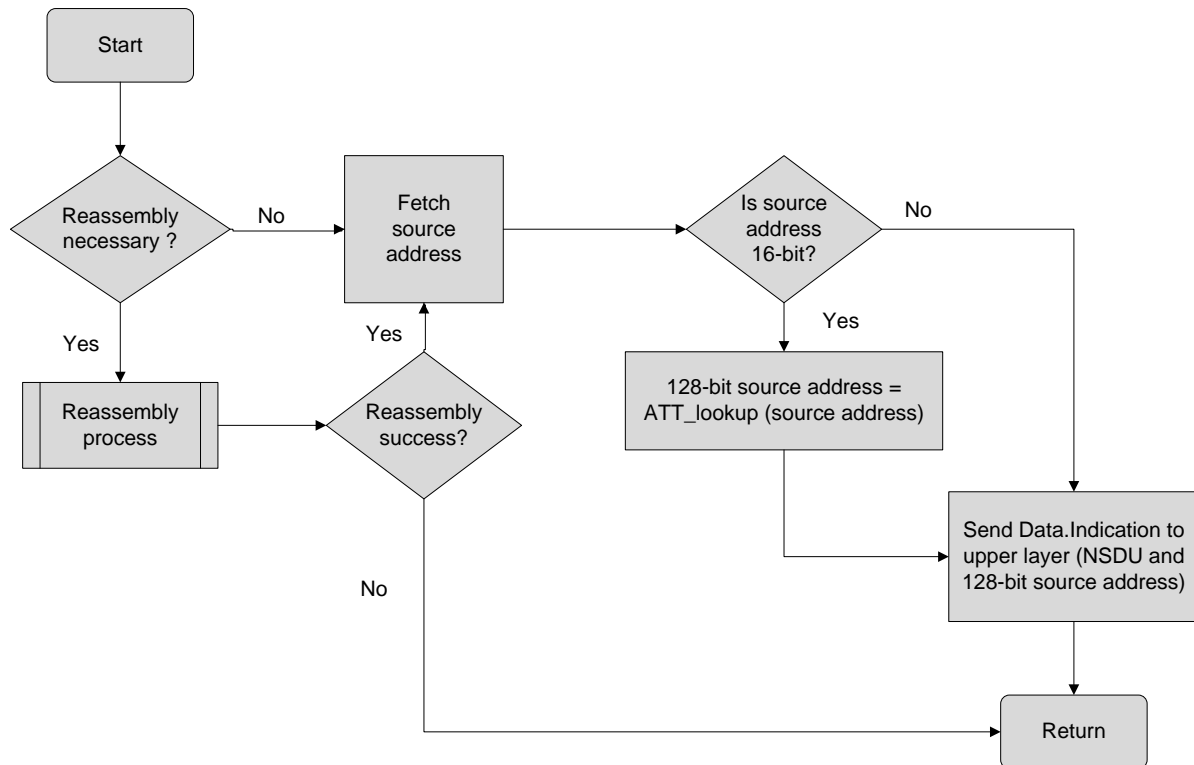 Start
Reassembly
necessary ?
No
Fetch
source
address
Is source
address
16-bit?
No
Yes
Yes
Yes
Reassembly
process
Reassembly
success?
128-bit source address =
ATT_lookup (source address)
No
Send Data.Indication to
upper layer (NSDU and
128-bit source address)
Return